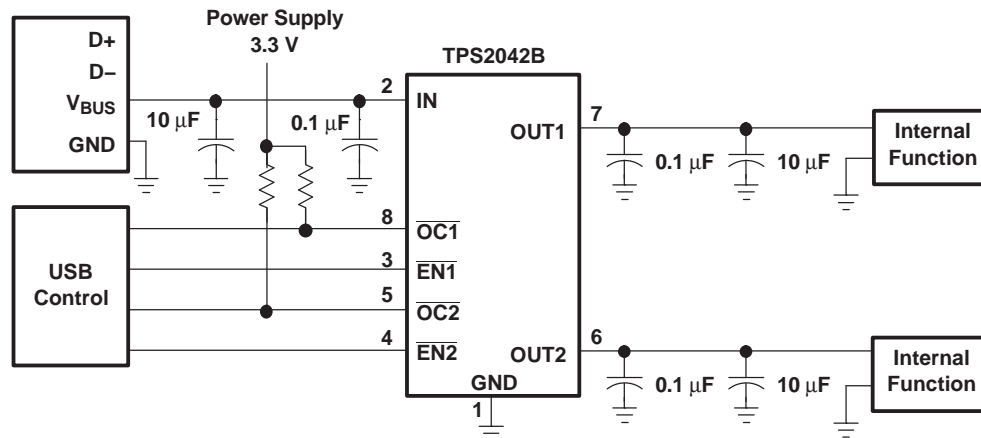 Power Supply
3.3 V
TPS2042B
D+
D−
VBUS
GND
10 μF
0.1 μF
2
IN
7
OUT1
0.1 μF
10 μF
Internal
Function
USB
Control
8
OC1
3
EN1
5
OC2
4
EN2
6
OUT2
0.1 μF
10 μF
Internal
Function
GND
1